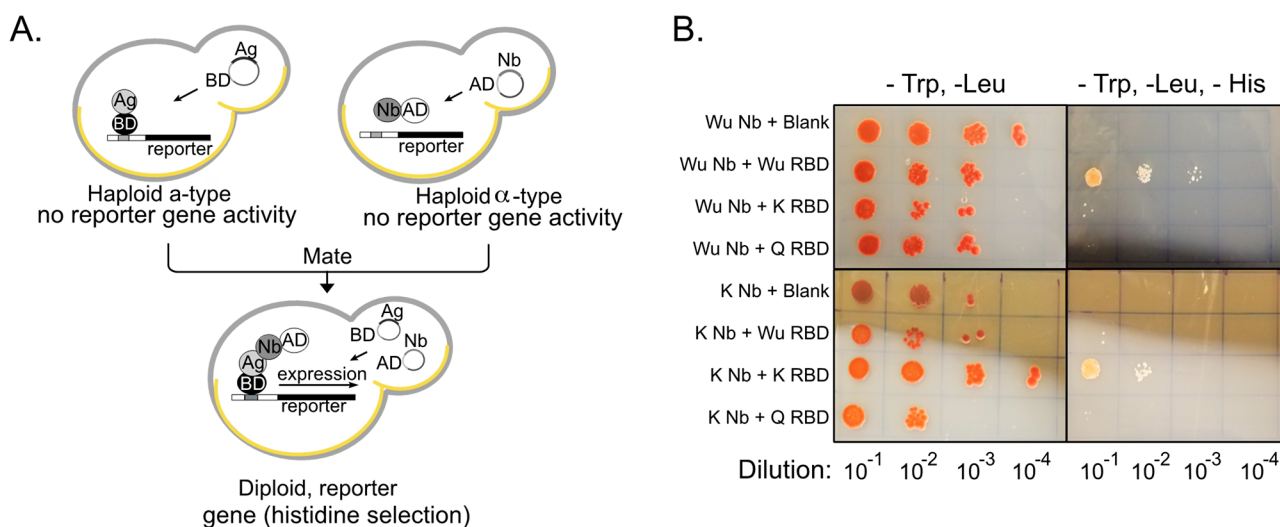 A.
Ag
BD
Ag
BD
reporter
Haploid a-type
no reporter gene activity
Nb
AD
Nb AD
reporter
Haploid α-type
no reporter gene activity
Mate
Ag
BD
Nb
AD
Nb AD
Ag
BD
expression
reporter
Diploid, reporter
gene (histidine selection)
B.
- Trp, -Leu
- Trp, -Leu, - His
Wu Nb + Blank
Wu Nb + Wu RBD
Wu Nb + K RBD
Wu Nb + Q RBD
K Nb + Blank
K Nb + Wu RBD
K Nb + K RBD
K Nb + Q RBD
Dilution: 10-1 10-2 10-3 10-4 10-1 10-2 10-3 10-4